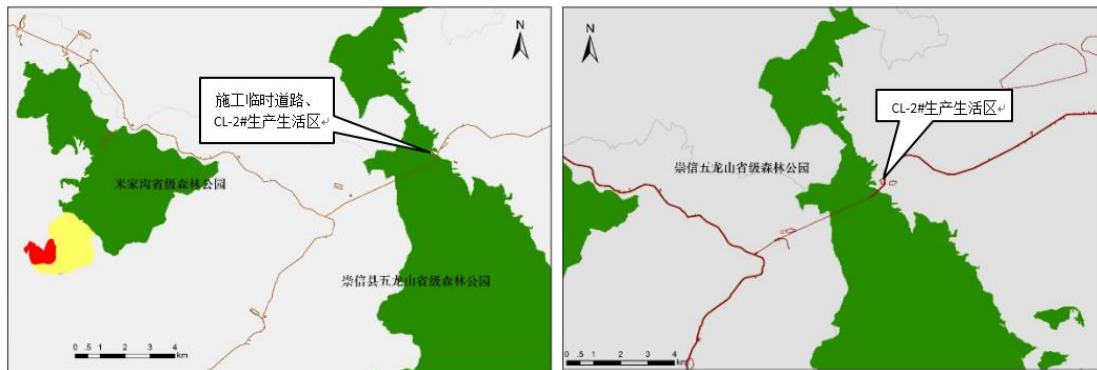 N
施工临时道路、
CL-2#生产生活区
米家沟省级森林公园
崇信县五龙山省级森林公园
0 .5 1 2 3 4
km
N
CL-2#生产生活区
崇信五龙山省级森林公园
0 .5 1 2 3 4
km